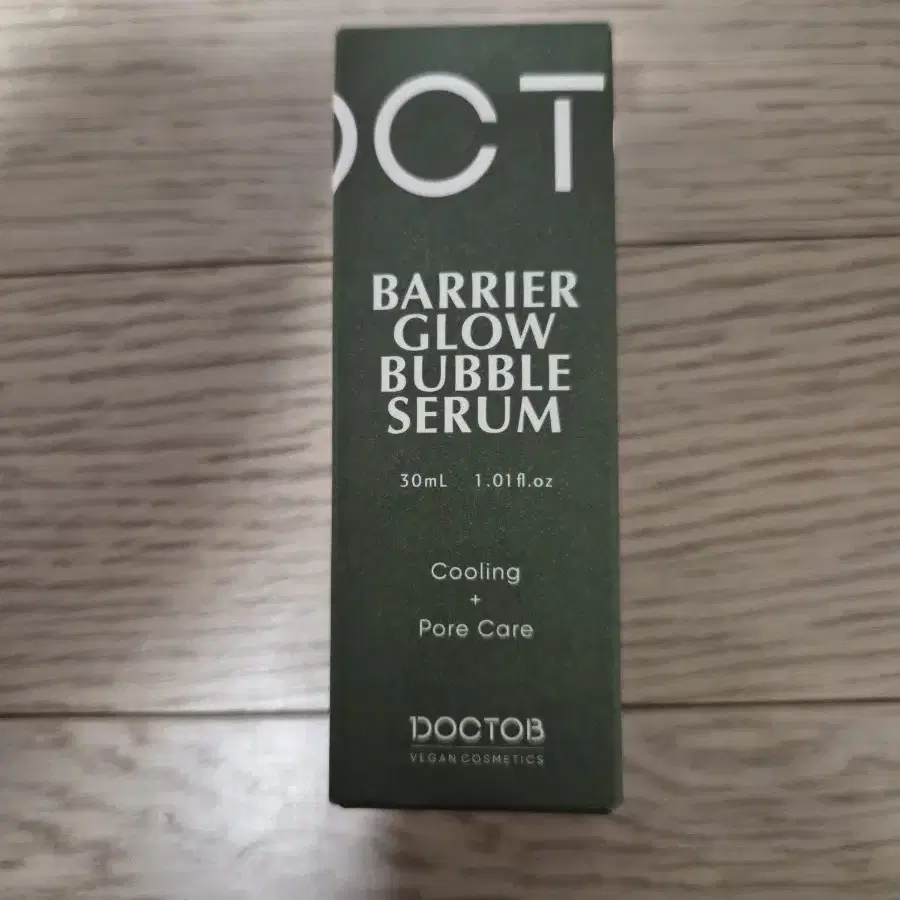 OCT
BARRIER
GLOW
BUBBLE
SERUM
30mL 1.01fl.oz
Cooling
+
Pore Care
DOCTOB
VEGAN COSMETICS